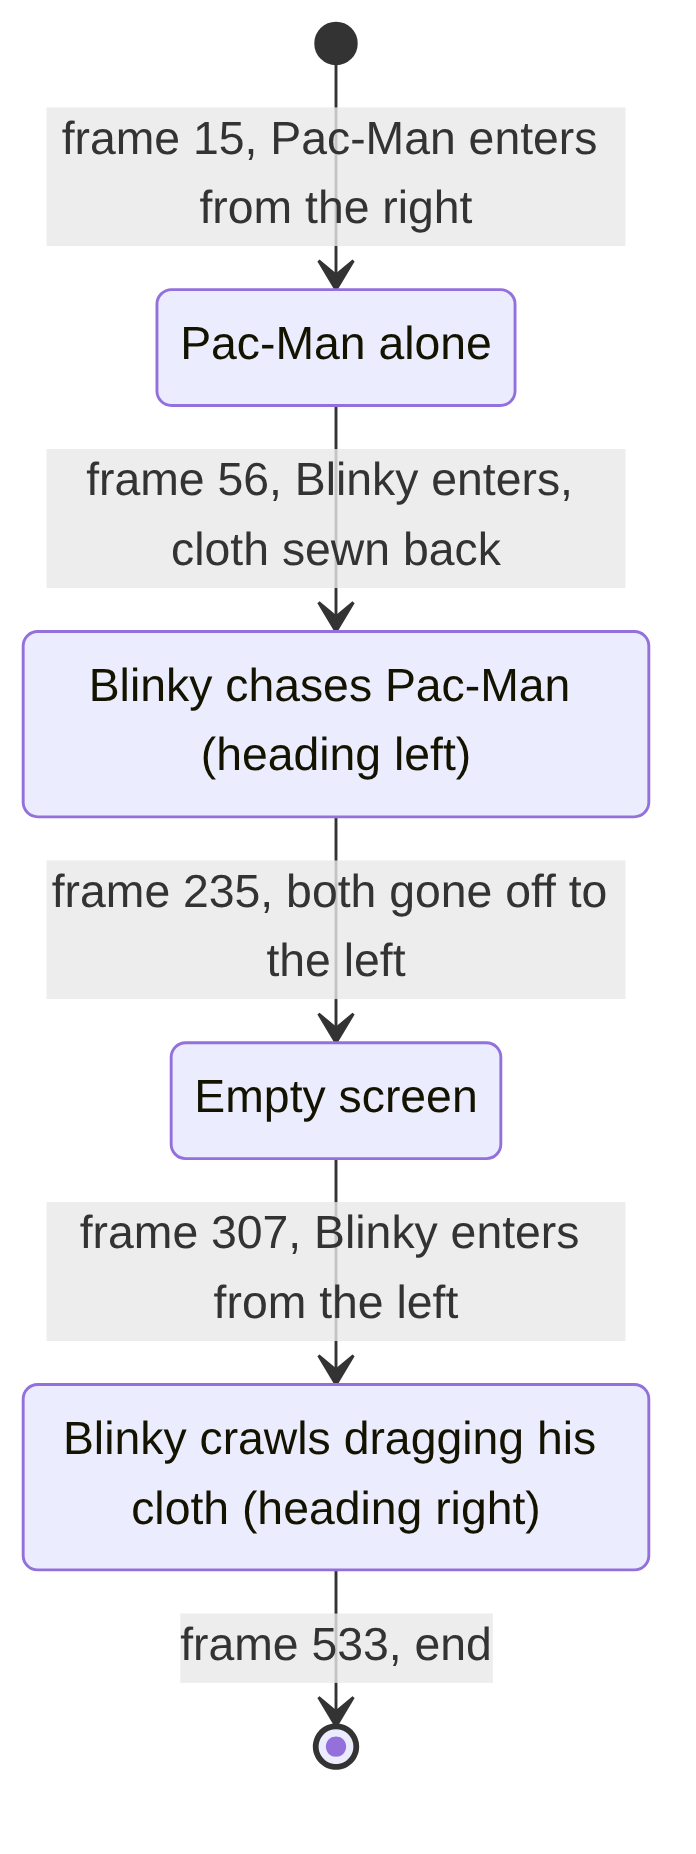 frame 15, Pac-Man enters
from the right
Pac-Man alone
frame 56, Blinky enters,
cloth sewn back
Blinky chases Pac-Man
(heading left)
frame 235, both gone off to
the left
Empty screen
frame 307, Blinky enters
from the left
Blinky crawls dragging his
cloth (heading right)
frame 533, end